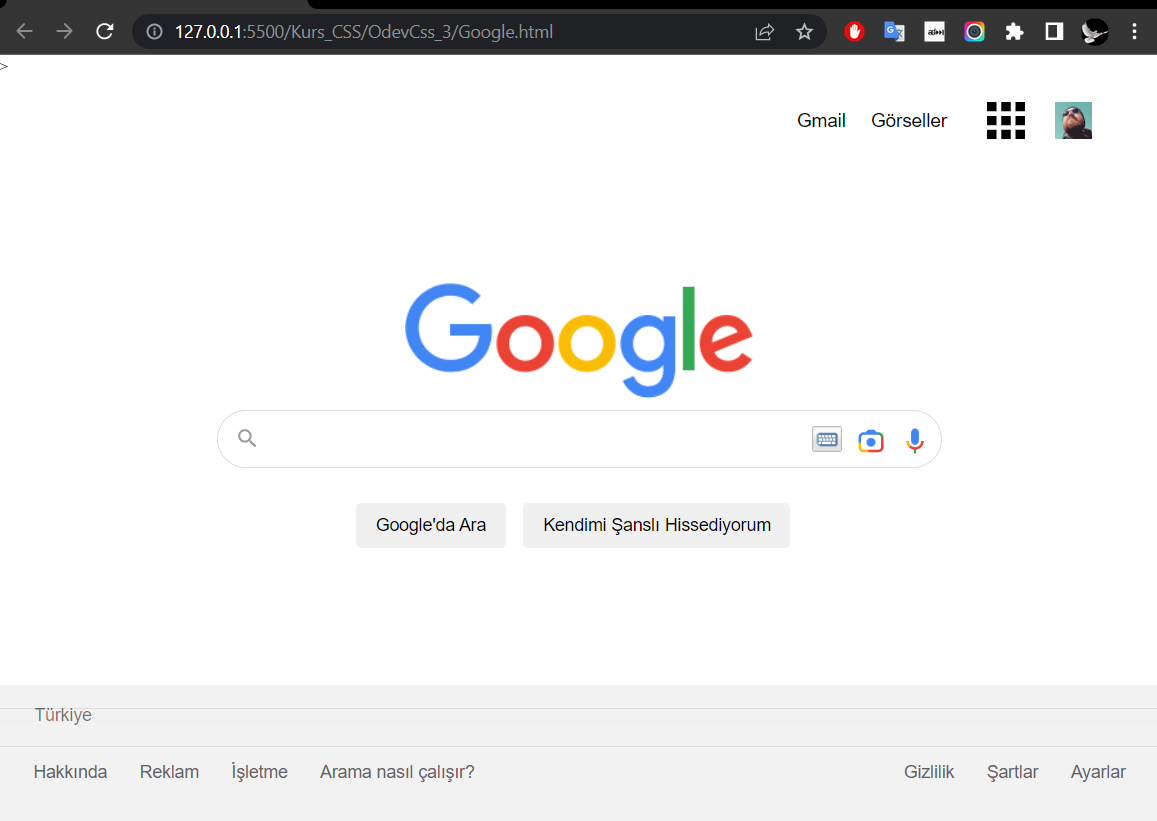 127.0.0.1:5500/Kurs_CSS/OdevCss_3/Google.html
>
Gmail Görseller
Google
Google'da Ara Kendimi Şanslı Hissediyorum
Türkiye
Hakkında Reklam İşletme Arama nasıl çalışır? Gizlilik Şartlar Ayarlar